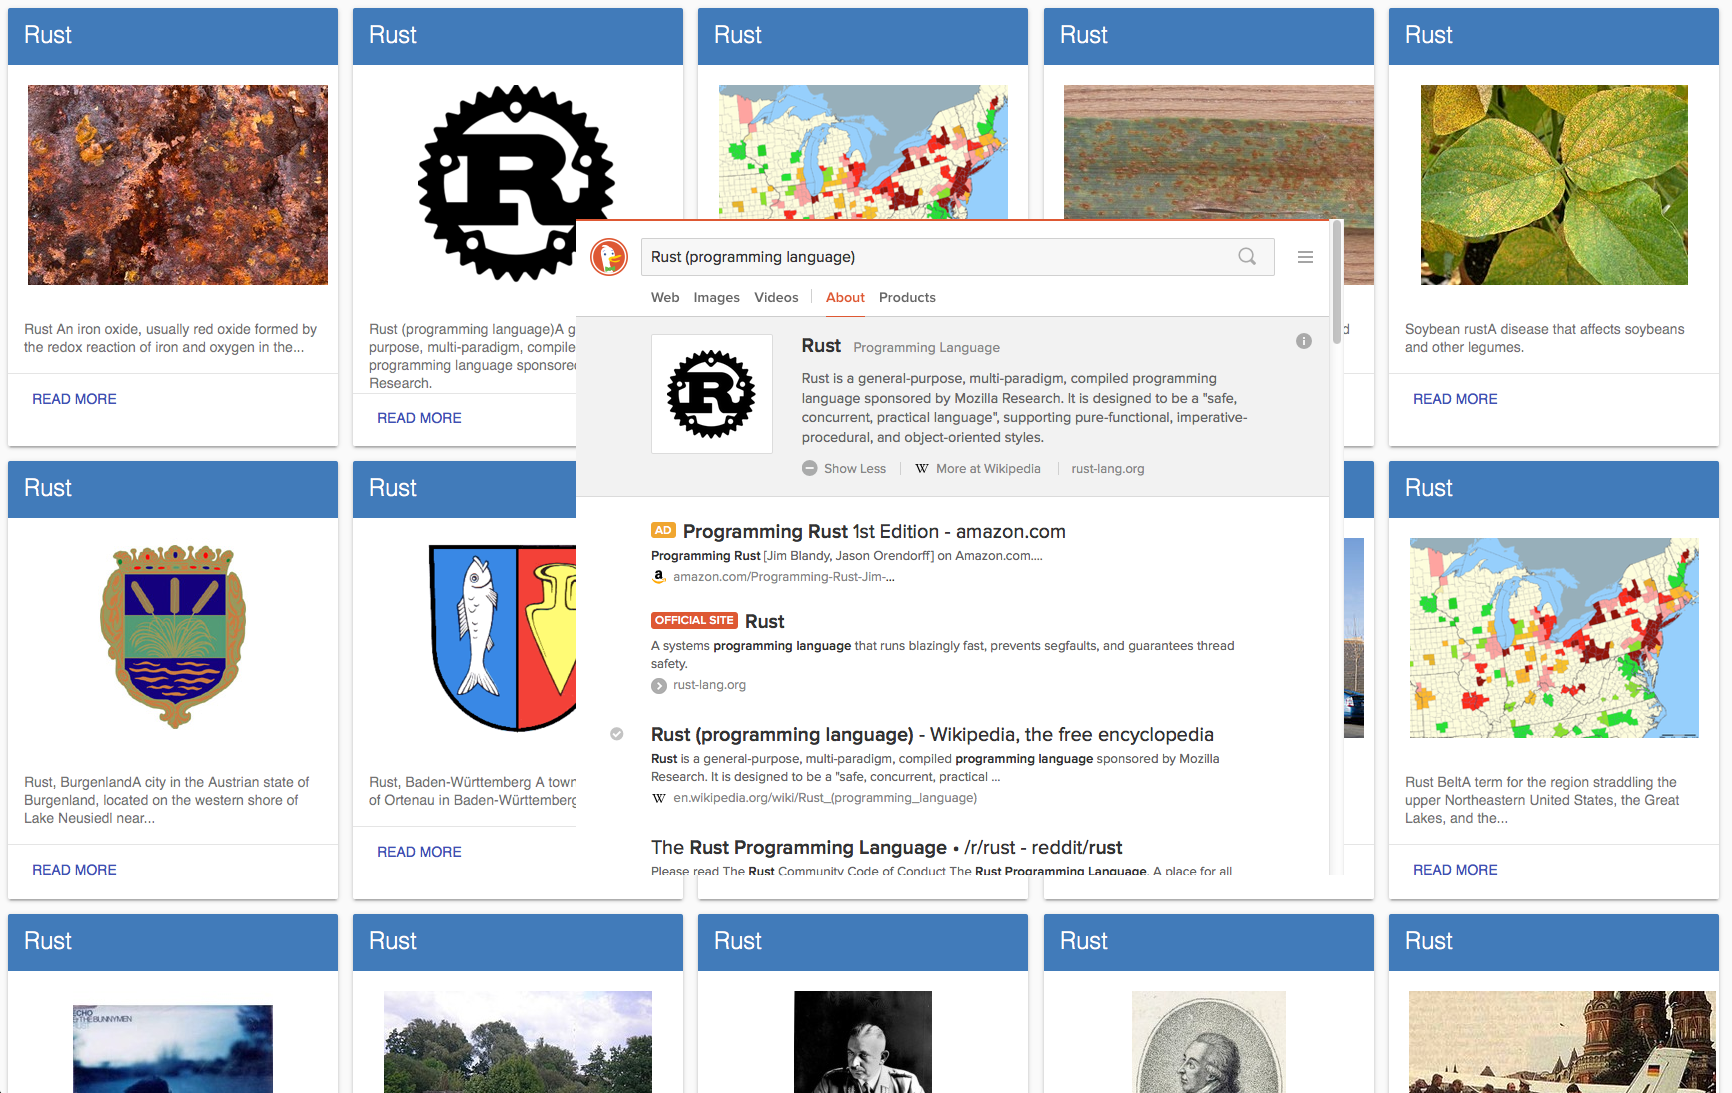 Rust
Rust
Rust
Rust
Rust
Rust An iron oxide, usually red oxide formed by
the redox reaction of iron and oxygen in the...
READ MORE
Rust (programming language)A g
purpose, multi-paradigm, compile
programming language sponsore
Research.
READ MORE
Soybean rustA disease that affects soybeans
and other legumes.
READ MORE
Rust (programming language)
Web Images Videos About Products
Rust Programming Language
Rust is a general-purpose, multi-paradigm, compiled programming
language sponsored by Mozilla Research. It is designed to be a "safe,
concurrent, practical language", supporting pure-functional, imperative-
procedural, and object-oriented styles.
Show Less W More at Wikipedia rust-lang.org
AD Programming Rust 1st Edition - amazon.com
Programming Rust [Jim Blandy, Jason Orendorff] on Amazon.com....
a amazon.com/Programming-Rust-Jim-...
OFFICIAL SITE Rust
A systems programming language that runs blazingly fast, prevents segfaults, and guarantees thread
safety.
rust-lang.org
Rust (programming language) - Wikipedia, the free encyclopedia
Rust is a general-purpose, multi-paradigm, compiled programming language sponsored by Mozilla
Research. It is designed to be a "safe, concurrent, practical ...
W en.wikipedia.org/wiki/Rust_(programming_language)
The Rust Programming Language • /r/rust - reddit/rust
Please read The Rust Community Code of Conduct The Rust Programming Language. A place for all
Rust
Rust
Rust
Rust, BurgenlandA city in the Austrian state of
Burgenland, located on the western shore of
Lake Neusiedl near...
READ MORE
Rust, Baden-Württemberg A town
of Ortenau in Baden-Württemberg
READ MORE
Rust BeltA term for the region straddling the
upper Northeastern United States, the Great
Lakes, and the...
READ MORE
Rust
Rust
Rust
Rust
Rust
ECHO
& THE BUNNYMEN